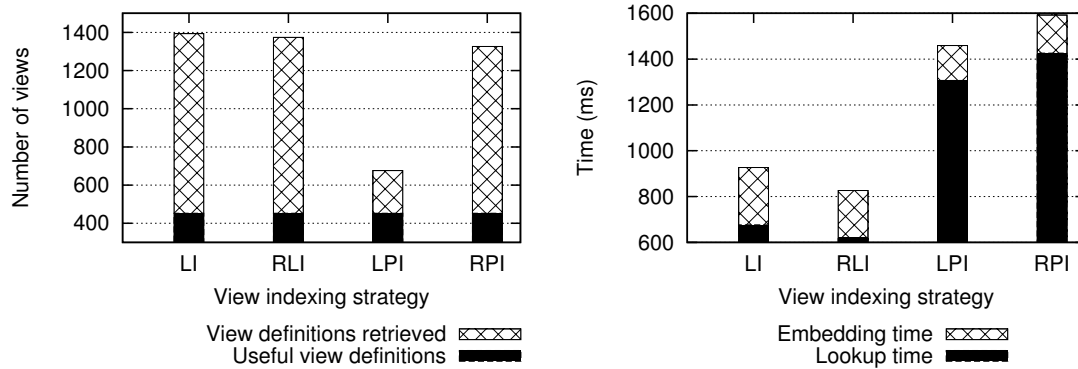 Number of views
1400
1200
1000
800
600
400
LI RLI LPI RPI
View indexing strategy
View definitions retrieved
Useful view definitions
Time (ms)
1600
1400
1200
1000
800
600
LI RLI LPI RPI
View indexing strategy
Embedding time
Lookup time